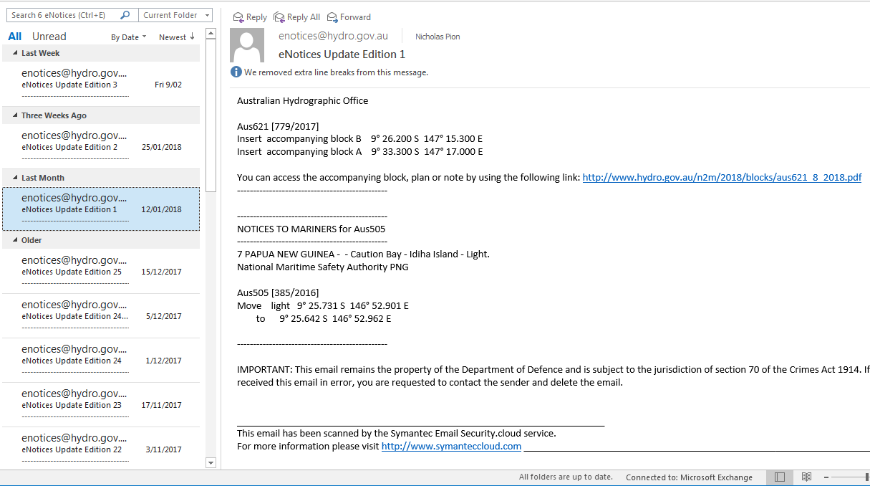 Search 6 eNotices (Ctrl+E) Current Folder
All Unread By Date Newest ↓
Last Week
enotices@hydro.gov....
eNotices Update Edition 3 Fri 9/02
Three Weeks Ago
enotices@hydro.gov....
eNotices Update Edition 2 25/01/2018
Last Month
enotices@hydro.gov....
eNotices Update Edition 1 12/01/2018
Older
enotices@hydro.gov....
eNotices Update Edition 25 15/12/2017
enotices@hydro.gov....
eNotices Update Edition 24... 5/12/2017
enotices@hydro.gov....
eNotices Update Edition 24 1/12/2017
enotices@hydro.gov....
eNotices Update Edition 23 17/11/2017
enotices@hydro.gov....
eNotices Update Edition 22 3/11/2017
Reply Reply All Forward
enotices@hydro.gov.au Nicholas Pion
eNotices Update Edition 1
We removed extra line breaks from this message.
Australian Hydrographic Office
Aus621 [779/2017]
Insert accompanying block B 9° 26.200 S 147° 15.300 E
Insert accompanying block A 9° 33.300 S 147° 17.000 E
You can access the accompanying block, plan or note by using the following link: http://www.hydro.gov.au/n2m/2018/blocks/aus621_8_2018.pdf
-----------------------------------------------
-----------------------------------------------
NOTICES TO MARINERS for Aus505
-----------------------------------------------
7 PAPUA NEW GUINEA - - Caution Bay - Idiha Island - Light.
National Maritime Safety Authority PNG
Aus505 [385/2016]
Move light 9° 25.731 S 146° 52.901 E
to 9° 25.642 S 146° 52.962 E
-----------------------------------------------
IMPORTANT: This email remains the property of the Department of Defence and is subject to the jurisdiction of section 70 of the Crimes Act 1914. If
received this email in error, you are requested to contact the sender and delete the email.
This email has been scanned by the Symantec Email Security.cloud service.
For more information please visit http://www.symanteccloud.com
All folders are up to date. Connected to: Microsoft Exchange